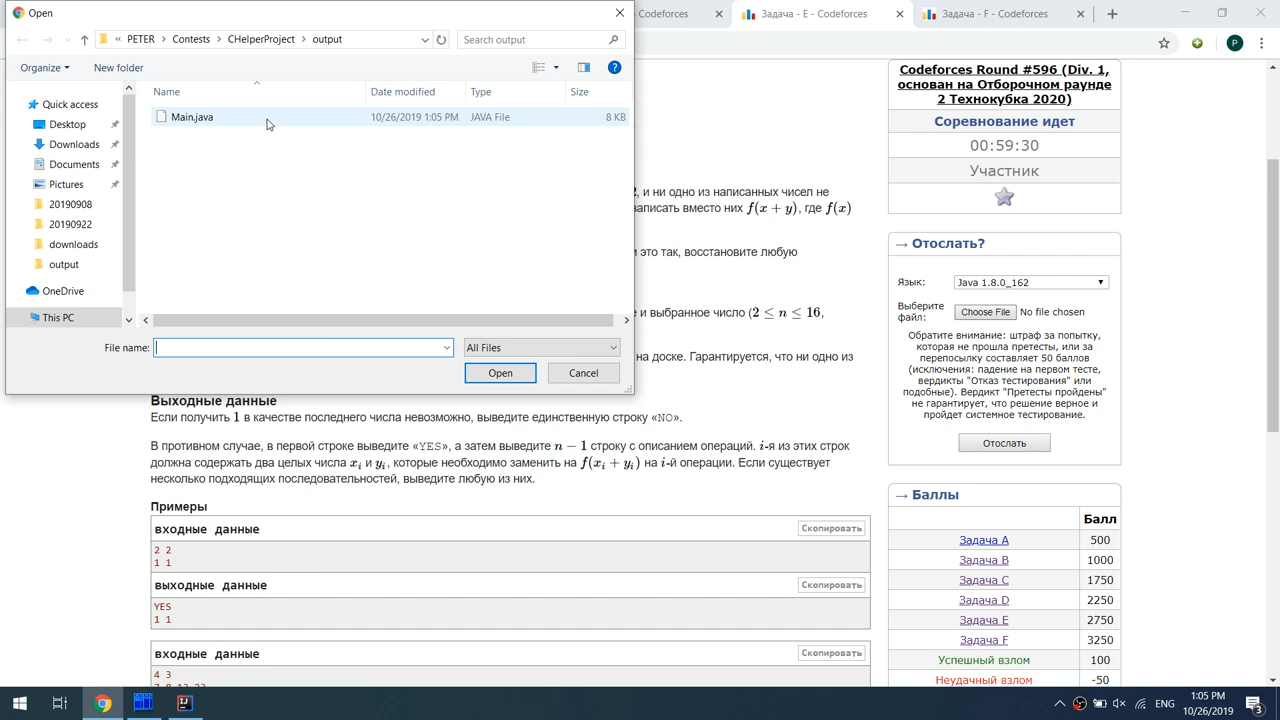 Open
Codeforces
Задача - E - Codeforces
Задача - F - Codeforces
« PETER > Contests > CHelperProject > output
Search output
P
Organize
New folder
Name
Date modified
Type
Size
Quick access
Desktop
Downloads
Documents
Pictures
20190908
20190922
downloads
output
OneDrive
This PC
Main.java
10/26/2019 1:05 PM
JAVA File
8 KB
File name:
All Files
Open
Cancel
, и ни одно из написанных чисел не
аписать вместо них f(x + y), где f(x)
и это так, восстановите любую
е и выбранное число (2 ≤ n ≤ 16,
на доске. Гарантируется, что ни одно из
Выходные данные
Если получить 1 в качестве последнего числа невозможно, выведите единственную строку «NO».
В противном случае, в первой строке выведите «YES», а затем выведите n − 1 строку с описанием операций. i-я из этих строк
должна содержать два целых числа xi и yi, которые необходимо заменить на f(xi + yi) на i-й операции. Если существует
несколько подходящих последовательностей, выведите любую из них.
Примеры
входные данные
Скопировать
2 2
1 1
выходные данные
Скопировать
YES
1 1
входные данные
Скопировать
4 3
Codeforces Round #596 (Div. 1,
основан на Отборочном раунде
2 Технокубка 2020)
Соревнование идет
00:59:30
Участник
→ Отослать?
Язык:
Java 1.8.0_162
Выберите
файл:
Choose File
No file chosen
Обратите внимание: штраф за попытку,
которая не прошла претесты, или за
перепосылку составляет 50 баллов
(исключения: падение на первом тесте,
вердикты "Отказ тестирования" или
подобные). Вердикт "Претесты пройдены"
не гарантирует, что решение верное и
пройдет системное тестирование.
Отослать
→ Баллы
Балл
Задача A 500
Задача B 1000
Задача C 1750
Задача D 2250
Задача E 2750
Задача F 3250
Успешный взлом 100
Неудачный взлом -50
ENG
1:05 PM
10/26/2019
3